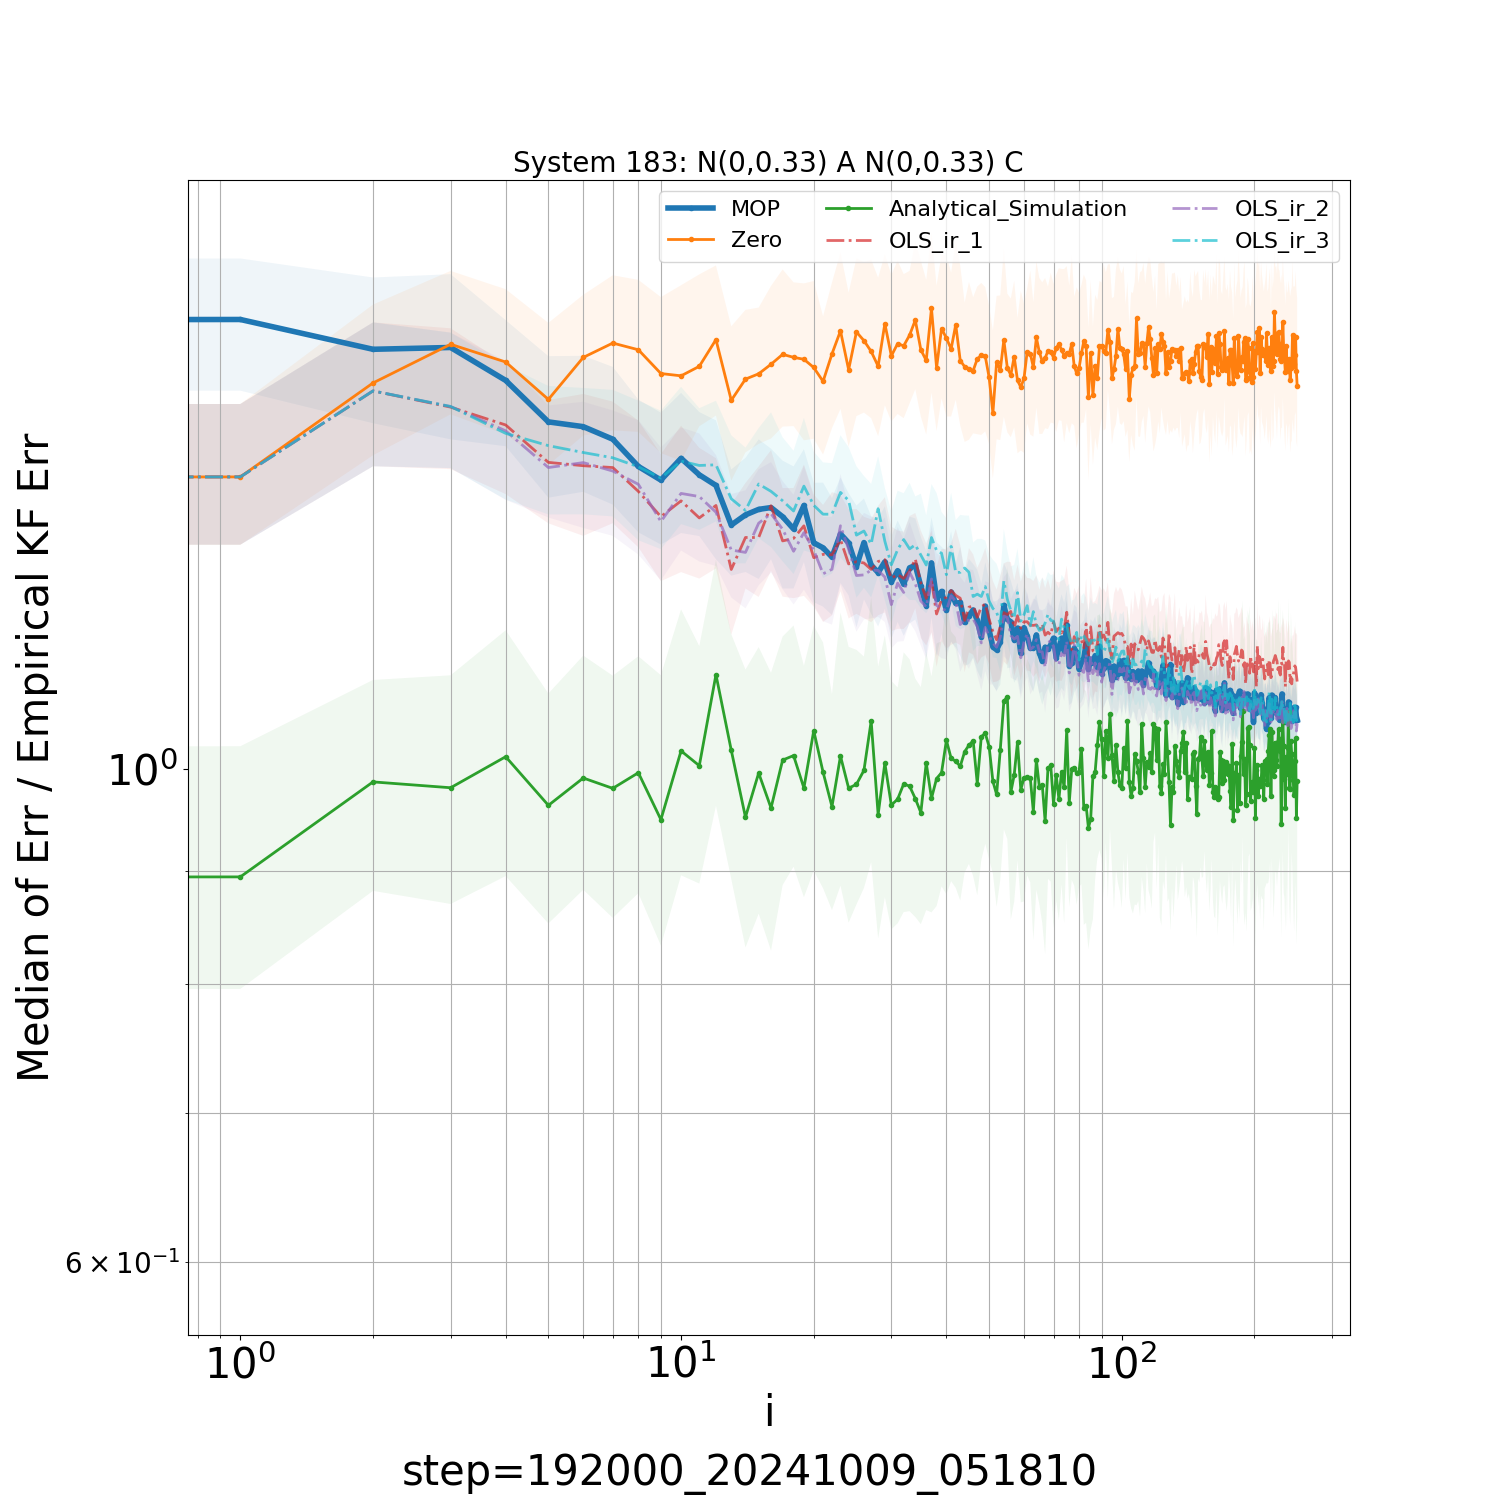 System 183: N(0,0.33) A N(0,0.33) C
MOP
Zero
Analytical_Simulation
OLS_ir_1
OLS_ir_2
OLS_ir_3
Median of Err / Empirical KF Err
10⁰
6 × 10⁻¹
10⁰ 10¹ 10²
i
step=192000_20241009_051810